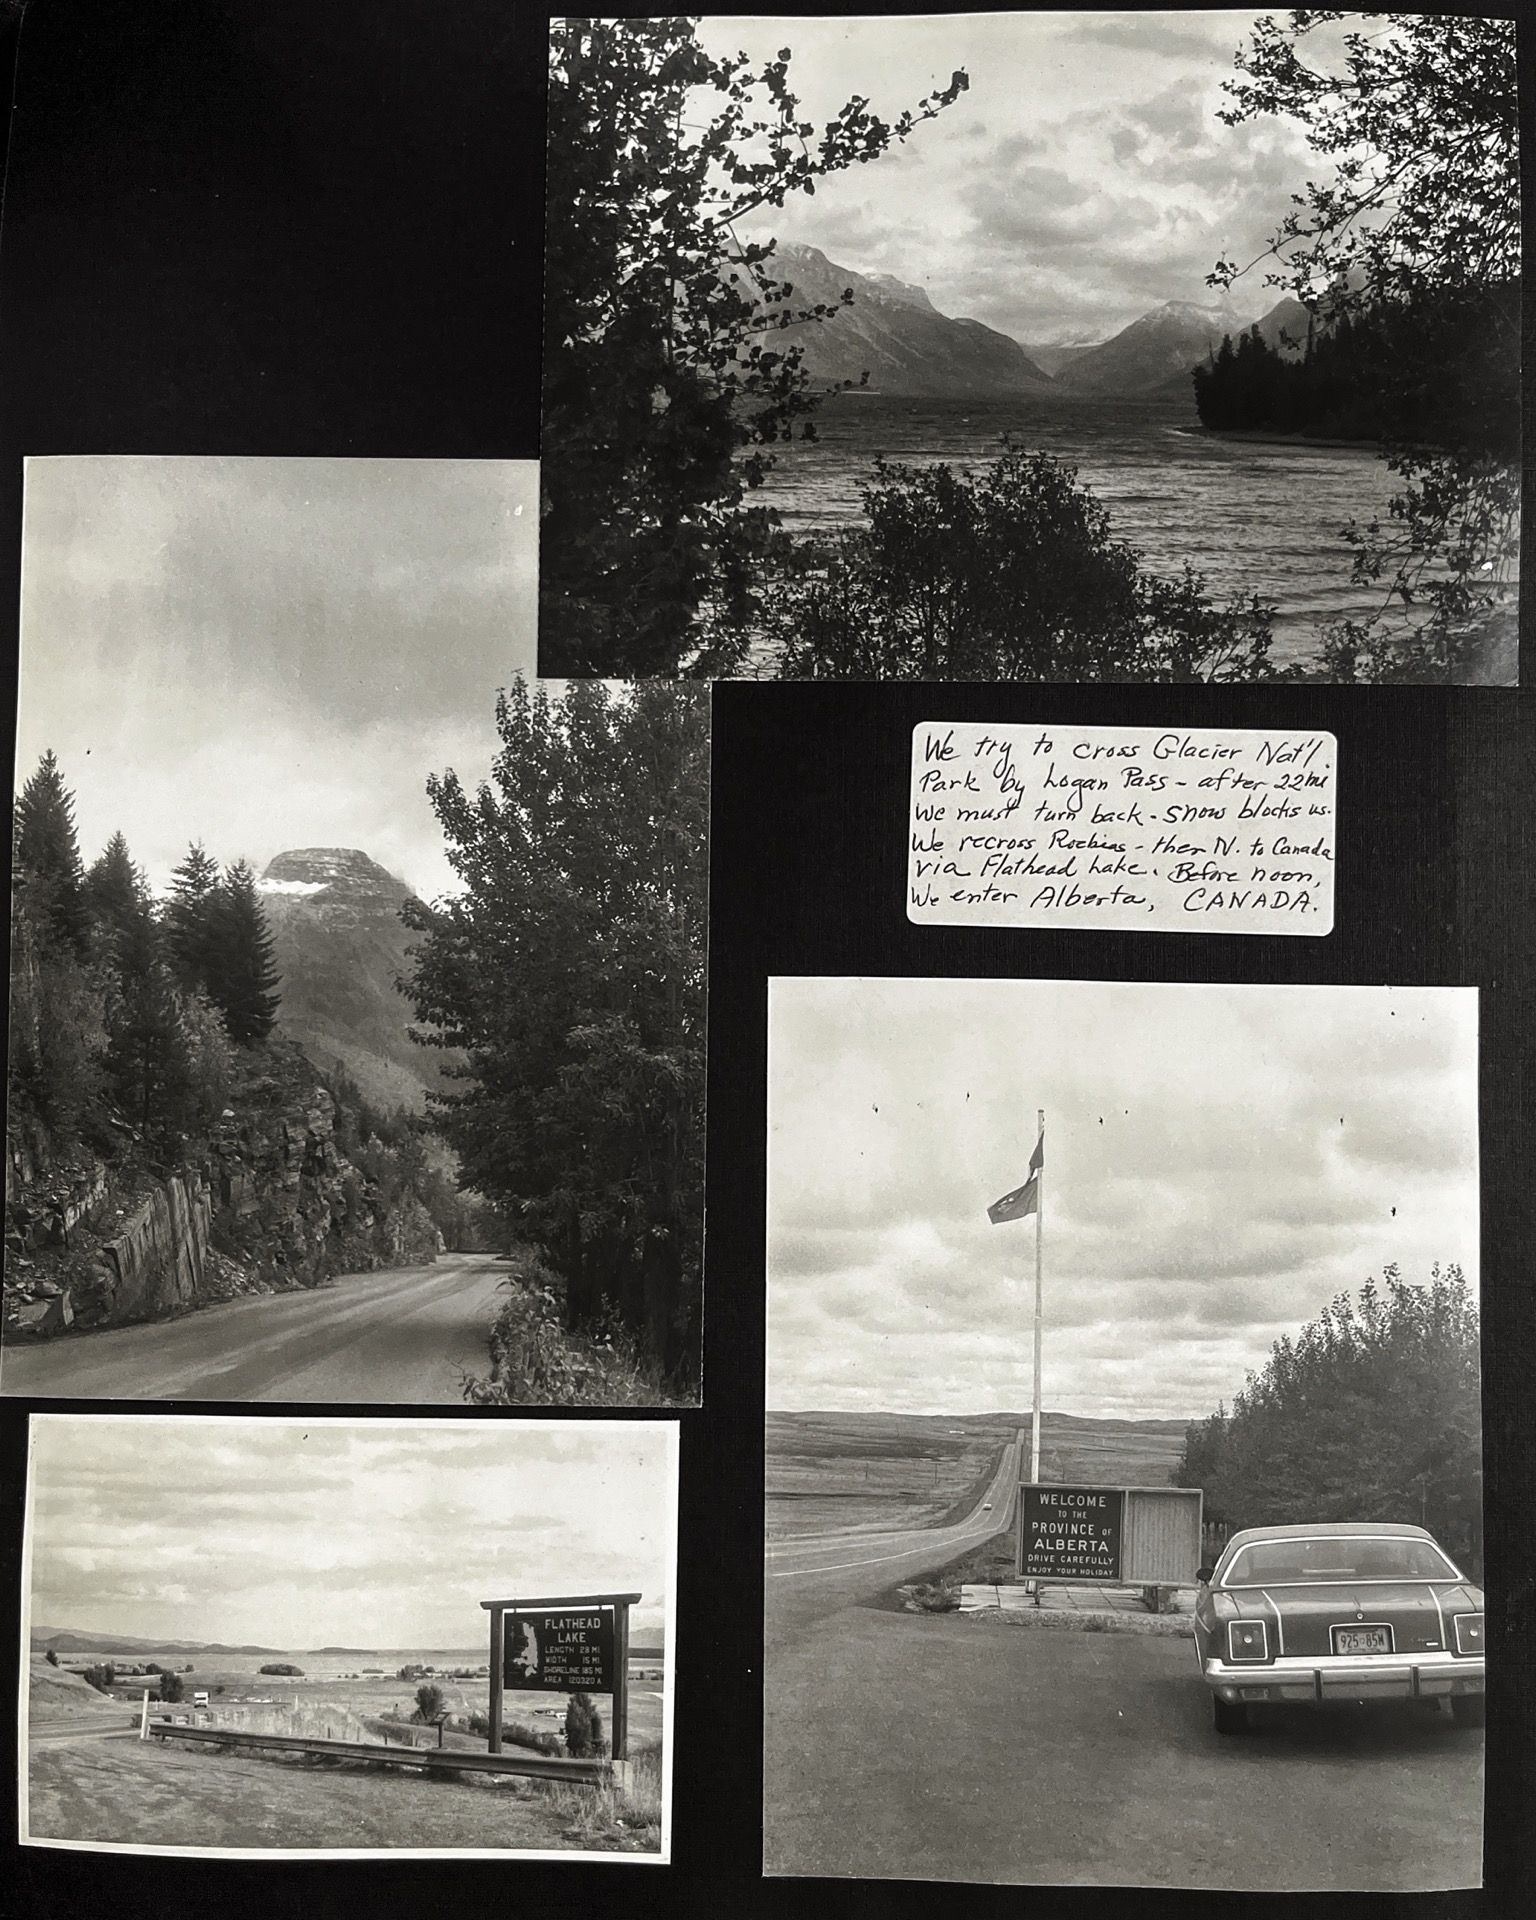 We try to cross Glacier Nat'l.
Park by Logan Pass - after 22 mi
We must turn back - snow blocks us.
We recross Rockies - then N. to Canada
via Flathead Lake. Before noon,
We enter Alberta, CANADA.
WELCOME
TO THE
PROVINCE OF
ALBERTA
DRIVE CAREFULLY
ENJOY YOUR HOLIDAY
925-85M
FLATHEAD
LAKE
LENGTH 28 MI
WIDTH 15 MI
SHORELINE 185 MI
AREA 120320 A